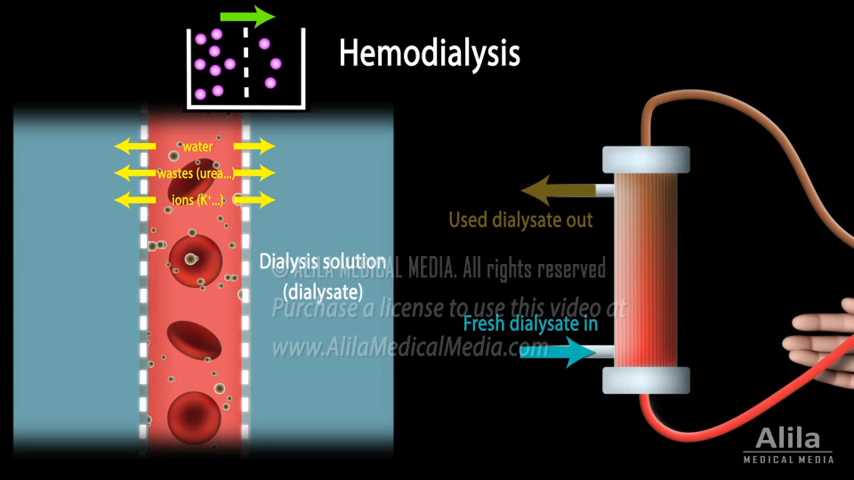 Hemodialysis
water
wastes (urea...)
ions (K+...)
Used dialysate out
Dialysis solution
(dialysate)
© ALILA MEDICAL MEDIA. All rights reserved
Purchase a license to use this video at
www.AlilaMedicalMedia.com
Fresh dialysate in
Alila
MEDICAL MEDIA